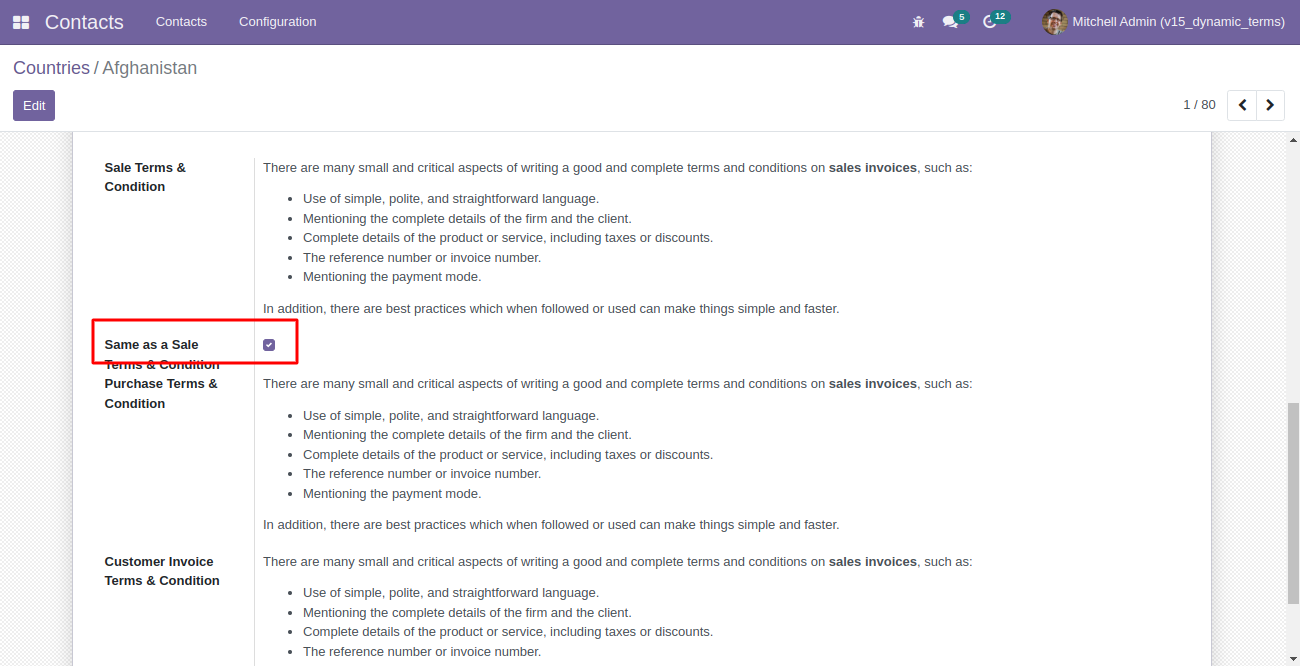 Contacts Contacts Configuration 5 12 Mitchell Admin (v15_dynamic_terms)
Countries / Afghanistan
Edit 1 / 80
Sale Terms & There are many small and critical aspects of writing a good and complete terms and conditions on sales invoices, such as:
Condition
• Use of simple, polite, and straightforward language.
• Mentioning the complete details of the firm and the client.
• Complete details of the product or service, including taxes or discounts.
• The reference number or invoice number.
• Mentioning the payment mode.
In addition, there are best practices which when followed or used can make things simple and faster.
Same as a Sale
Terms & Condition
Purchase Terms & There are many small and critical aspects of writing a good and complete terms and conditions on sales invoices, such as:
Condition
• Use of simple, polite, and straightforward language.
• Mentioning the complete details of the firm and the client.
• Complete details of the product or service, including taxes or discounts.
• The reference number or invoice number.
• Mentioning the payment mode.
In addition, there are best practices which when followed or used can make things simple and faster.
Customer Invoice There are many small and critical aspects of writing a good and complete terms and conditions on sales invoices, such as:
Terms & Condition
• Use of simple, polite, and straightforward language.
• Mentioning the complete details of the firm and the client.
• Complete details of the product or service, including taxes or discounts.
• The reference number or invoice number.